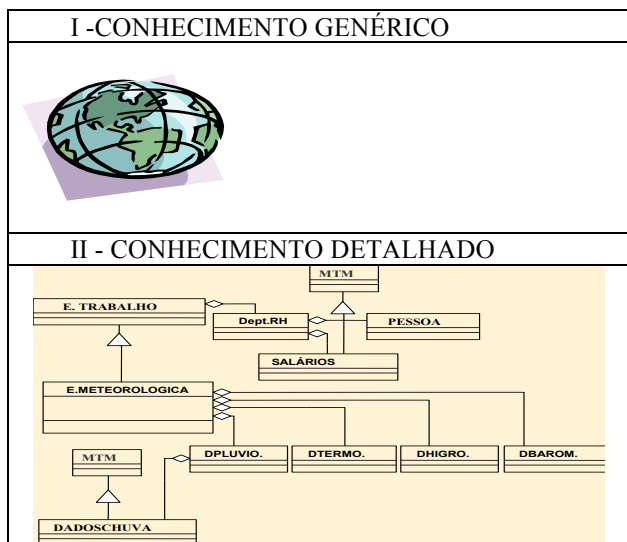 I -CONHECIMENTO GENÉRICO
II - CONHECIMENTO DETALHADO
MTM
E. TRABALHO
Dept.RH
PESSOA
SALÁRIOS
E.METEOROLOGICA
MTM
DPLUVIO.
DTERMO.
DHIGRO.
DBAROM.
DADOSCHUVA